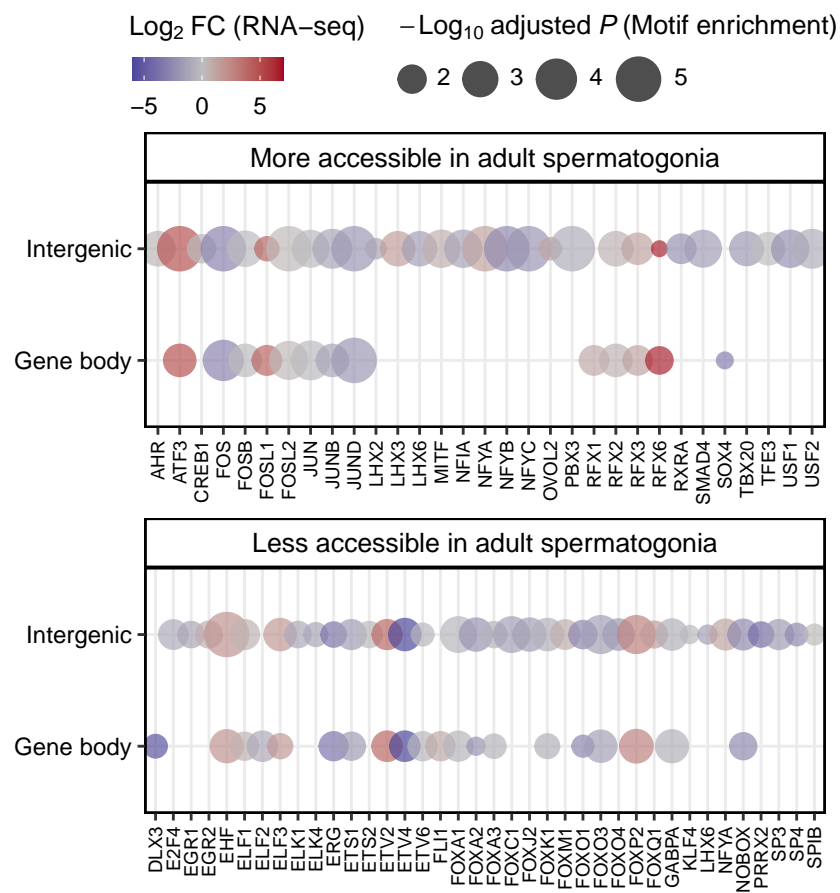 Log2 FC (RNA−seq)
−Log10 adjusted P (Motif enrichment)
−5 0 5
2 3 4 5
More accessible in adult spermatogonia
Intergenic
Gene body
AHR ATF3 CREB1 FOS FOSB FOSL1 FOSL2 JUN JUNB JUND LHX2 LHX3 LHX6 MITF NFIA NFYA NFYB NFYC OVOL2 PBX3 RFX1 RFX2 RFX3 RFX6 RXRA SMAD4 SOX4 TBX20 TFE3 USF1 USF2
Less accessible in adult spermatogonia
Intergenic
Gene body
DLX3 E2F4 EGR1 EGR2 EHF ELF1 ELF2 ELF3 ELK1 ELK4 ERG ETS1 ETS2 ETV2 ETV4 ETV6 FLI1 FOXA1 FOXA2 FOXA3 FOXC1 FOXJ2 FOXK1 FOXM1 FOXO1 FOXO3 FOXO4 FOXP2 FOXQ1 GABPA KLF4 LHX6 NFYA NOBOX PRRX2 SP3 SP4 SPIB